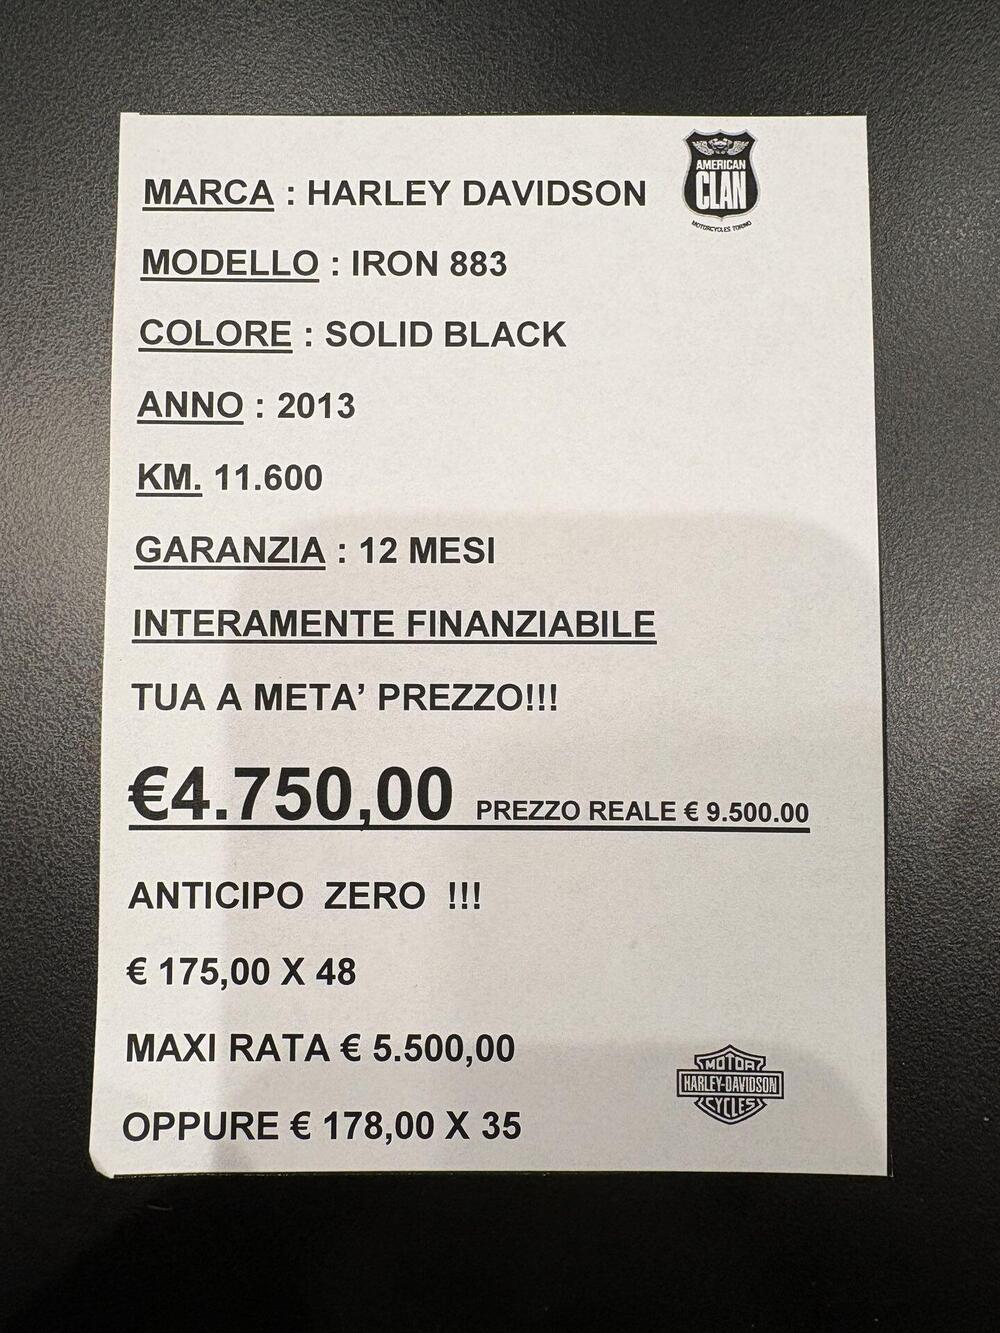 MARCA : HARLEY DAVIDSON
AMERICAN
CLAN
MOTORCYCLES TORINO
MODELLO : IRON 883
COLORE : SOLID BLACK
ANNO : 2013
KM. 11.600
GARANZIA : 12 MESI
INTERAMENTE FINANZIABILE
TUA A META’ PREZZO!!!
€4.750,00 PREZZO REALE € 9.500.00
ANTICIPO ZERO !!!
€ 175,00 X 48
MAXI RATA € 5.500,00
OPPURE € 178,00 X 35
MOTOR
HARLEY-DAVIDSON
CYCLES